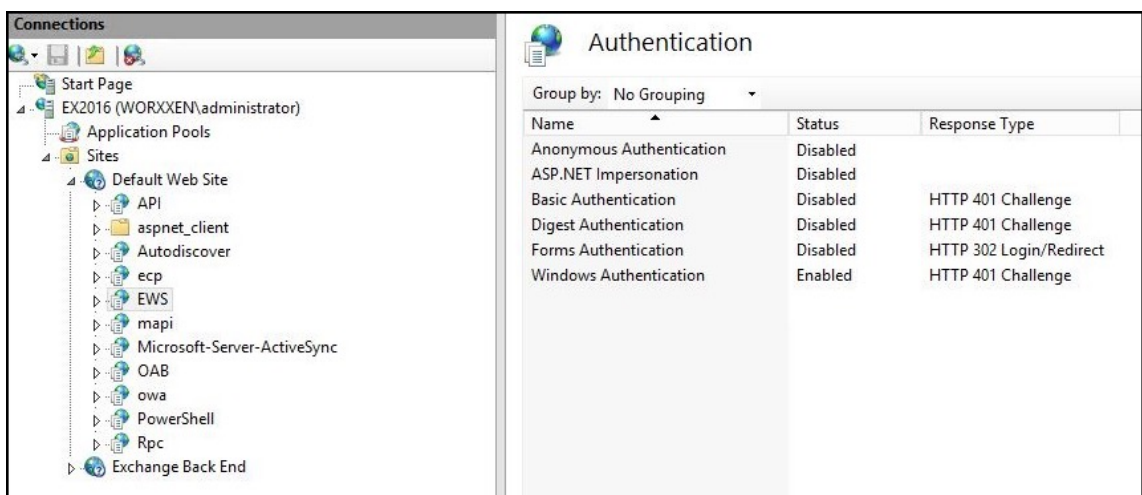 Connections
Start Page
EX2016 (WORXXEN\administrator)
Application Pools
Sites
Default Web Site
API
aspnet_client
Autodiscover
ecp
EWS
mapi
Microsoft-Server-ActiveSync
OAB
owa
PowerShell
Rpc
Exchange Back End
Authentication
Group by: No Grouping
Name Status Response Type
Anonymous Authentication Disabled
ASP.NET Impersonation Disabled
Basic Authentication Disabled HTTP 401 Challenge
Digest Authentication Disabled HTTP 401 Challenge
Forms Authentication Disabled HTTP 302 Login/Redirect
Windows Authentication Enabled HTTP 401 Challenge